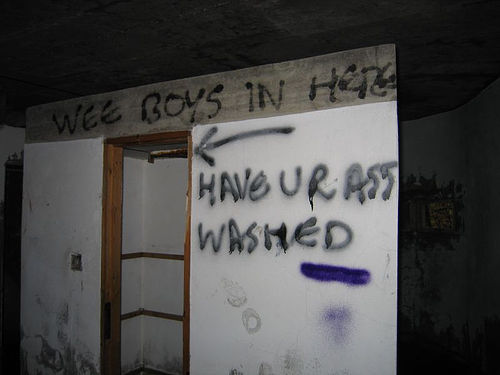 WEE BOYS IN HERE
HAVE UR ASS
WASHED